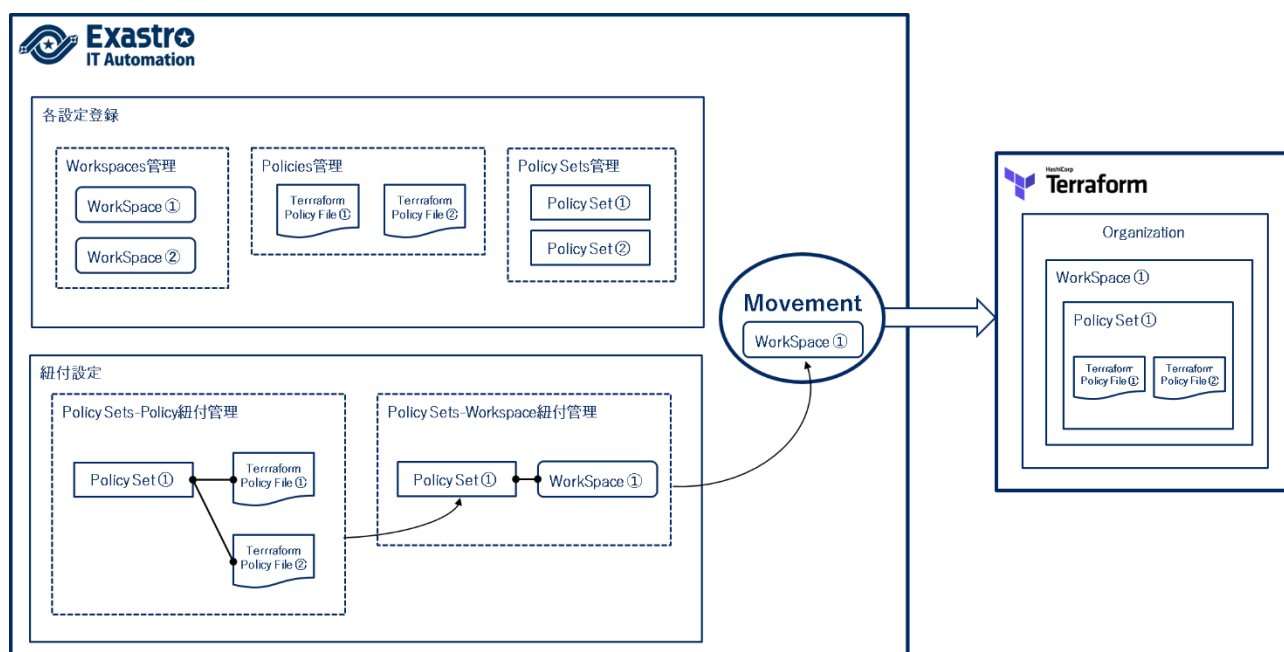 Exastro
IT Automation
各設定登録
Workspaces管理
WorkSpace①
WorkSpace②
Policies管理
Terrraform
Policy File①
Terrraform
Policy File②
Policy Sets管理
Policy Set①
Policy Set②
Movement
WorkSpace①
紐付設定
Policy Sets-Policy紐付管理
Policy Set①
Terrraform
Policy File①
Terrraform
Policy File②
Policy Sets-Workspace紐付管理
Policy Set①
WorkSpace①
HashiCorp
Terraform
Organization
WorkSpace①
Policy Set①
Terrraform
Policy File①
Terrraform
Policy File②